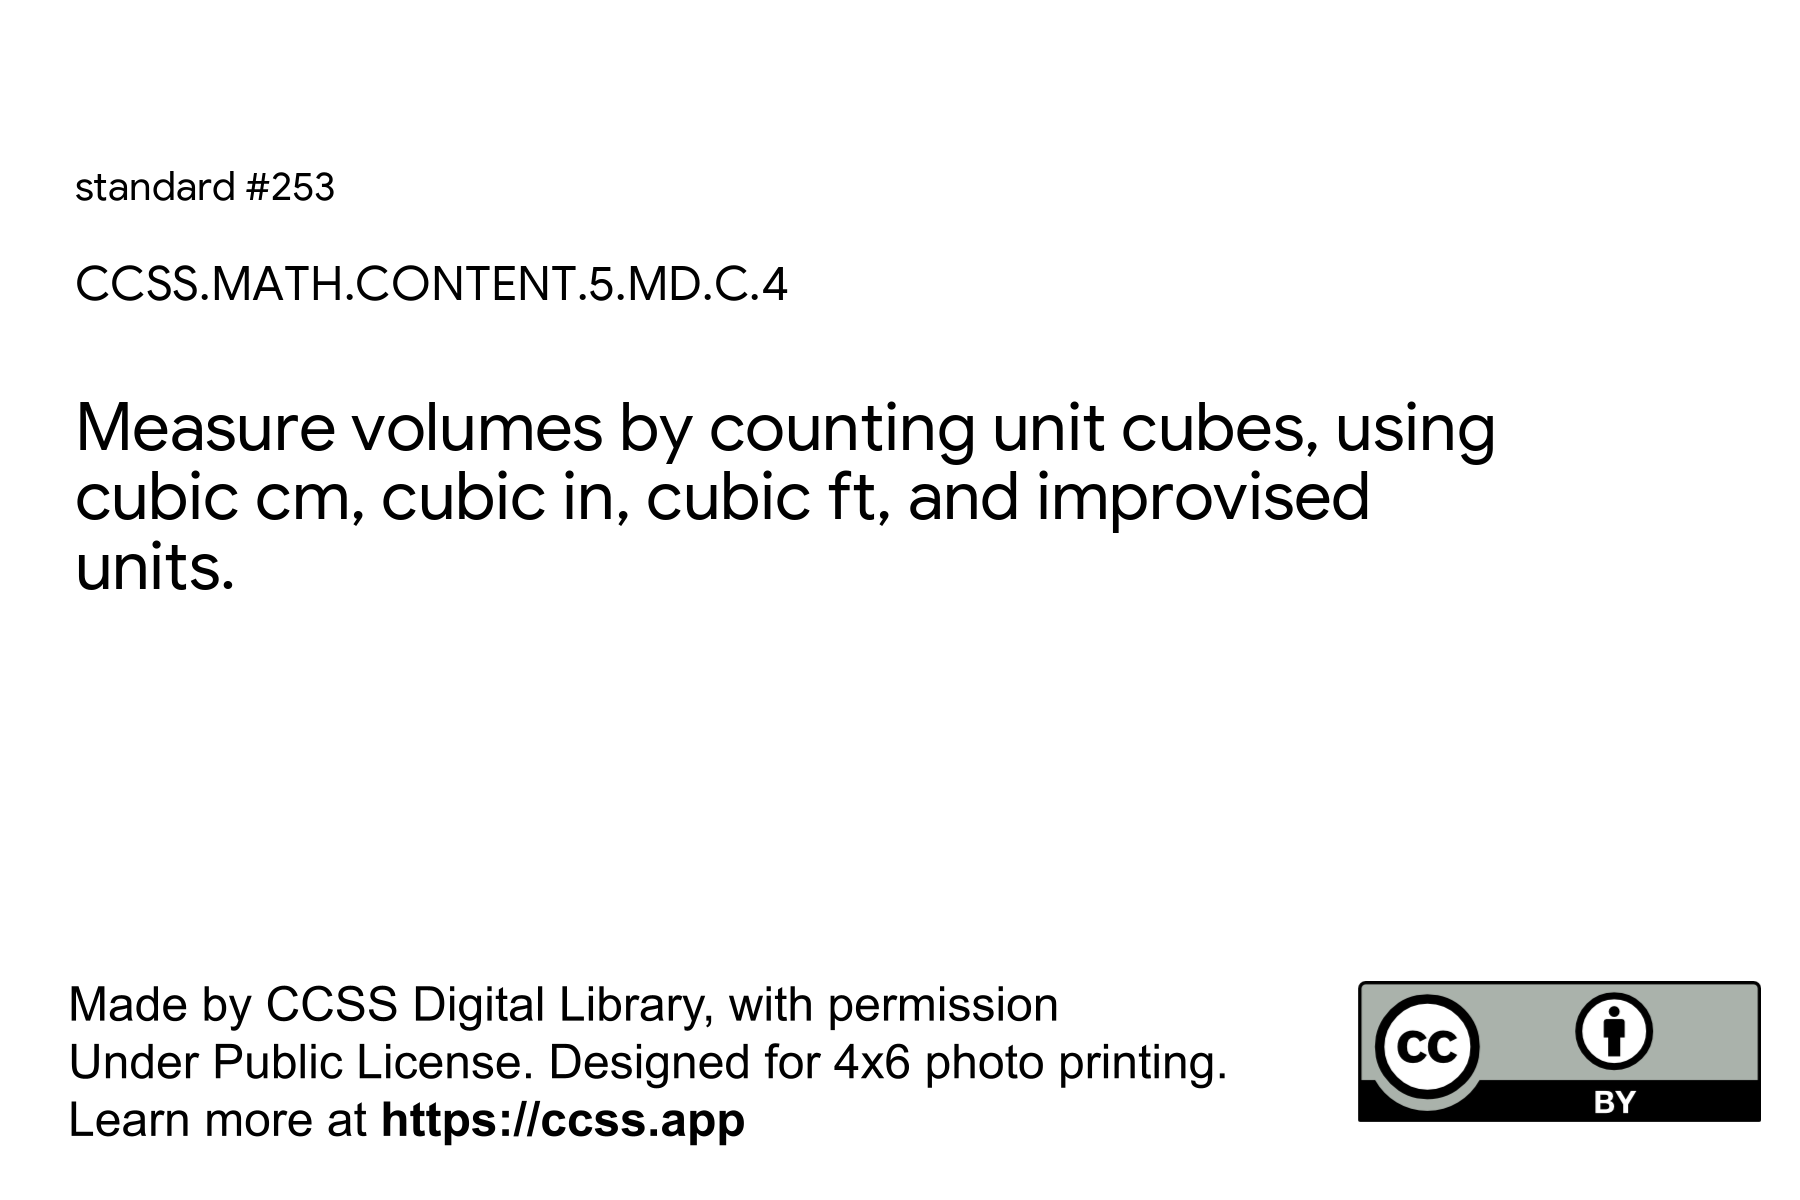 standard #253
CCSS.MATH.CONTENT.5.MD.C.4
Measure volumes by counting unit cubes, using
cubic cm, cubic in, cubic ft, and improvised
units.
Made by CCSS Digital Library, with permission
Under Public License. Designed for 4x6 photo printing.
Learn more at https://ccss.app
cc
BY